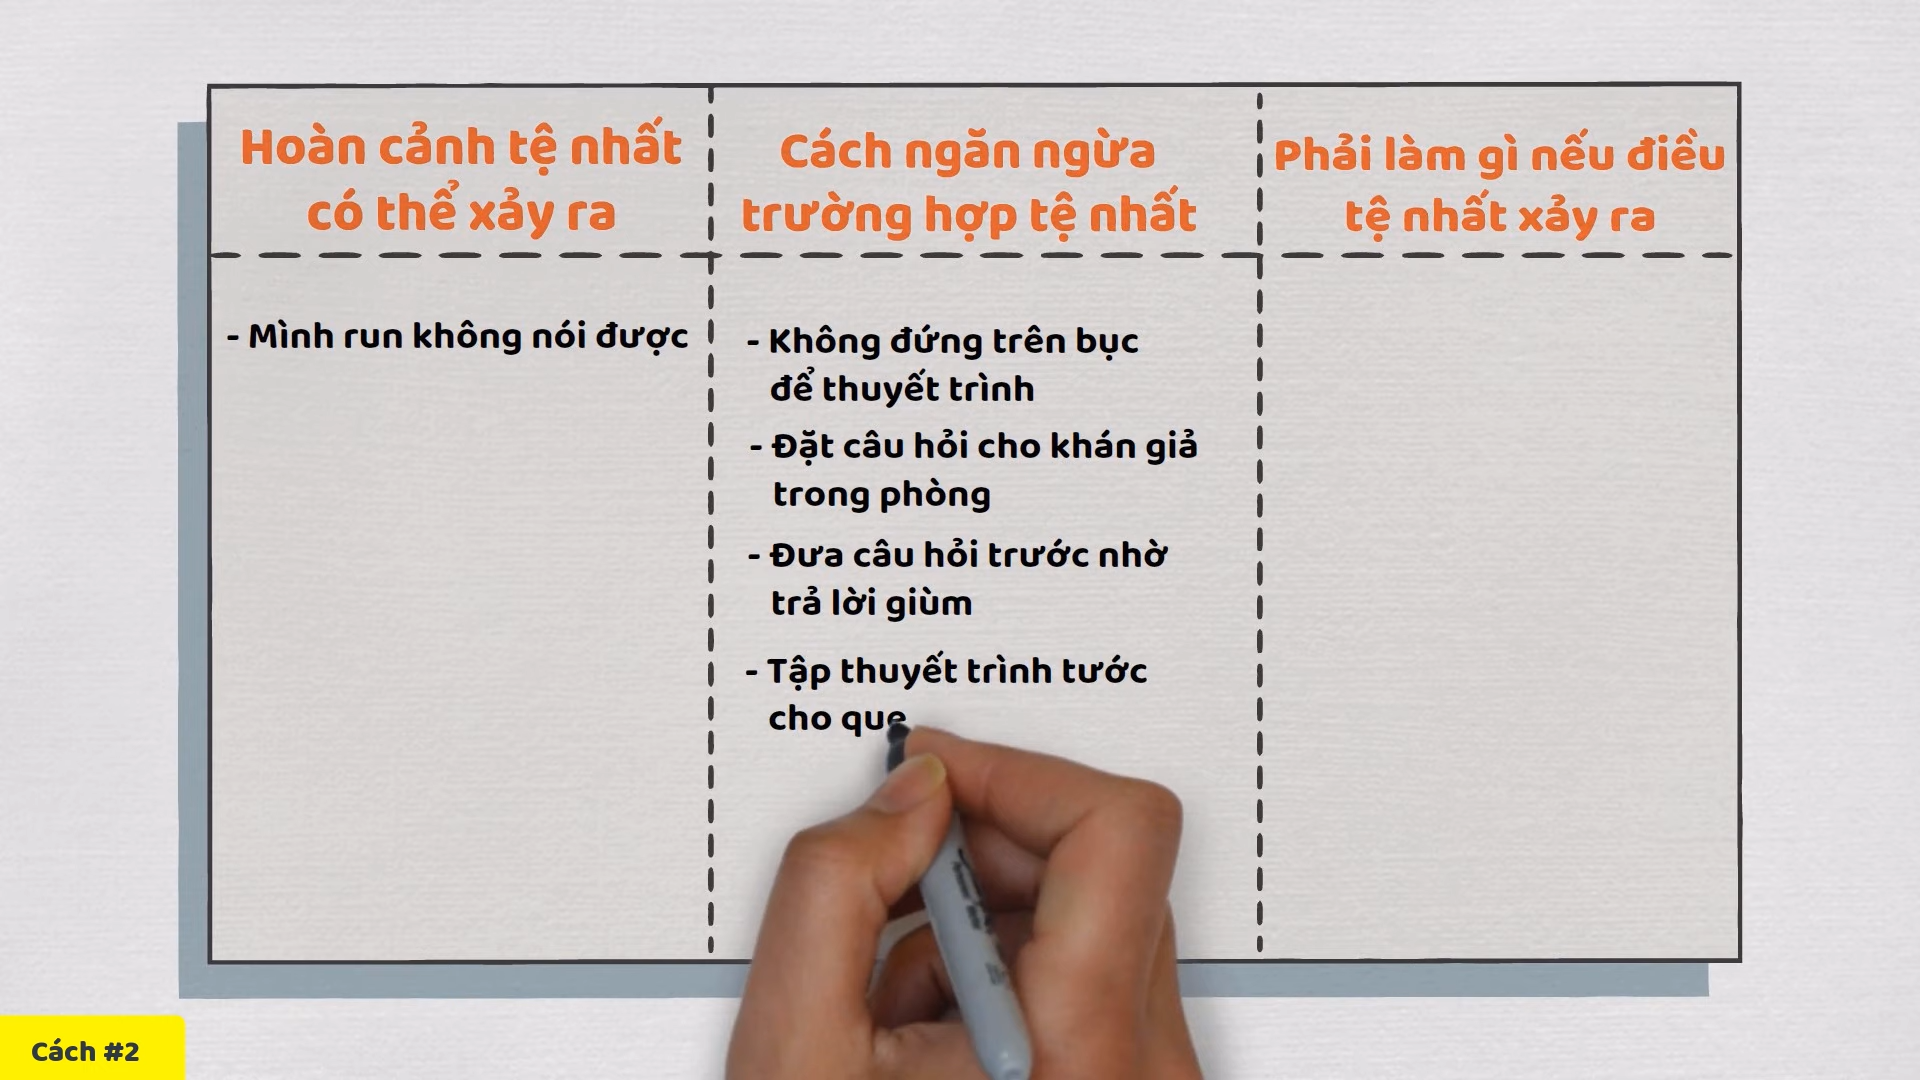 Hoàn cảnh tệ nhất
có thể xảy ra
Cách ngăn ngừa
trường hợp tệ nhất
Phải làm gì nếu điều
tệ nhất xảy ra
- Mình run không nói được
- Không đứng trên bục
để thuyết trình
- Đặt câu hỏi cho khán giả
trong phòng
- Đưa câu hỏi trước nhờ
trả lời giùm
- Tập thuyết trình tước
cho que
Cách #2